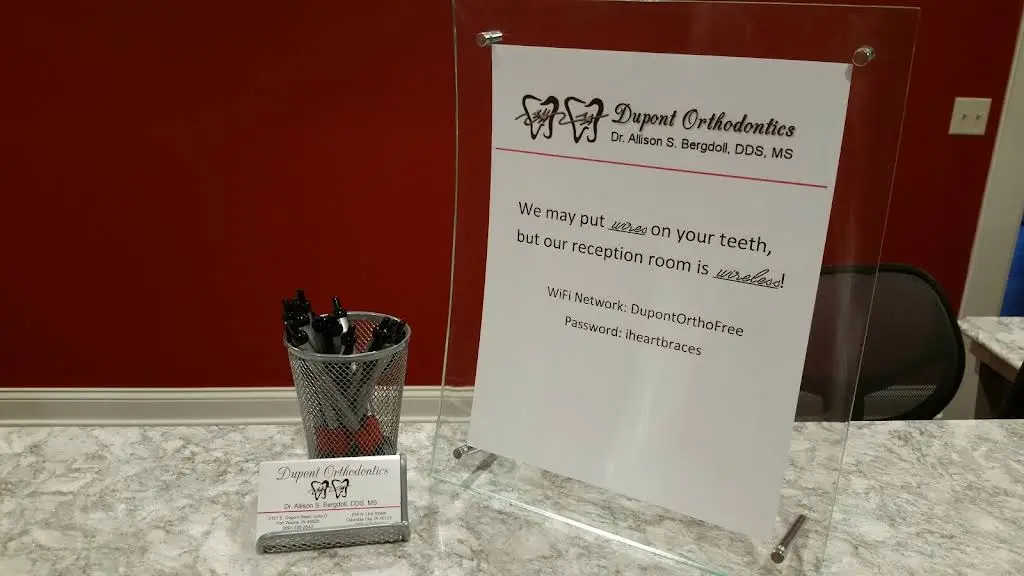 Dupont Orthodontics
Dr. Allison S. Bergdoll, DDS, MS
We may put wires on your teeth,
but our reception room is wireless!
WiFi Network: DupontOrthoFree
Password: iheartbraces
Dupont Orthodontics
Dr. Allison S. Bergdoll, DDS, MS